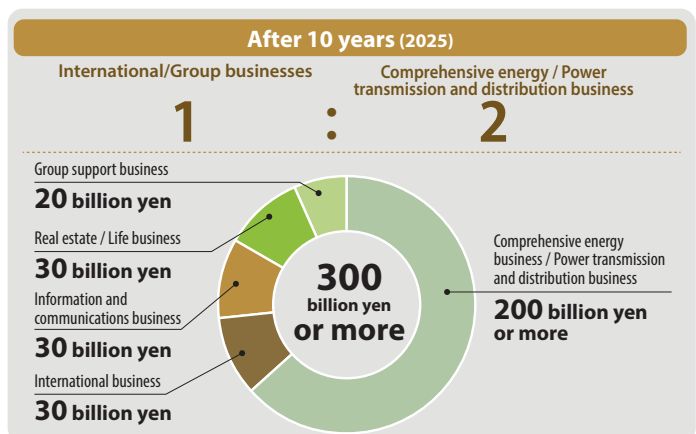 After 10 years (2025)
International/Group businesses
1
:
Comprehensive energy / Power
transmission and distribution business
2
Group support business
20 billion yen
Real estate / Life business
30 billion yen
Information and
communications business
30 billion yen
International business
30 billion yen
300
billion yen
or more
Comprehensive energy
business / Power transmission
and distribution business
200 billion yen
or more